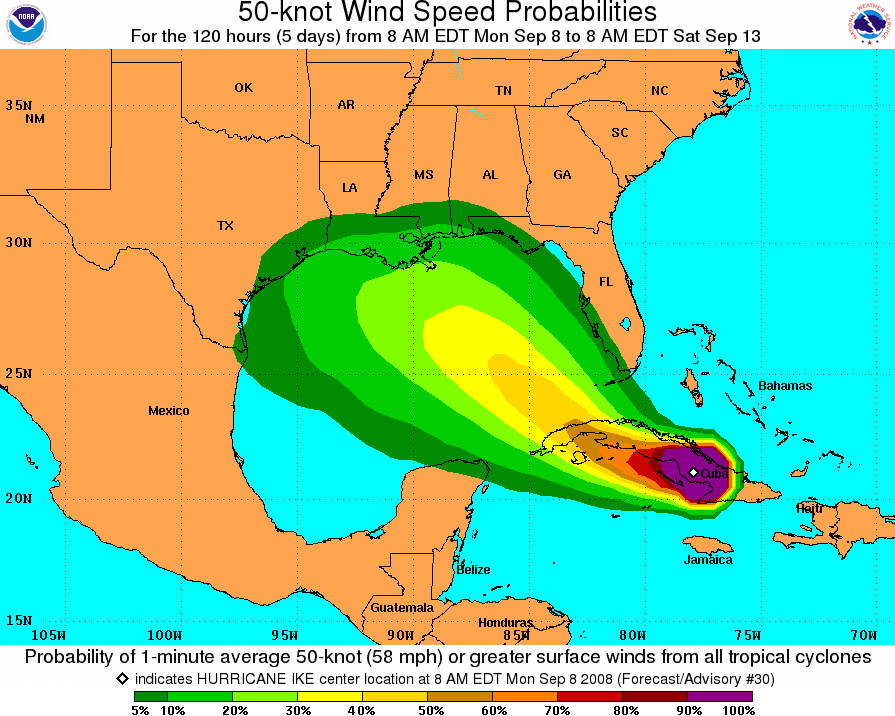 50-knot Wind Speed Probabilities
For the 120 hours (5 days) from 8 AM EDT Mon Sep 8 to 8 AM EDT Sat Sep 13
NOAA
NATIONAL WEATHER SERVICE
OK
TN
NC
35N
AR
NM
SC
MS
AL
GA
LA
TX
30N
FL
25N
Bahamas
Mexico
Cuba
20N
Haiti
Jamaica
Belize
Guatemala
Honduras
15N
105W 100W 95W 90W 85W 80W 75W 70W
Probability of 1-minute average 50-knot (58 mph) or greater surface winds from all tropical cyclones
indicates HURRICANE IKE center location at 8 AM EDT Mon Sep 8 2008 (Forecast/Advisory #30)
5% 10% 20% 30% 40% 50% 60% 70% 80% 90% 100%